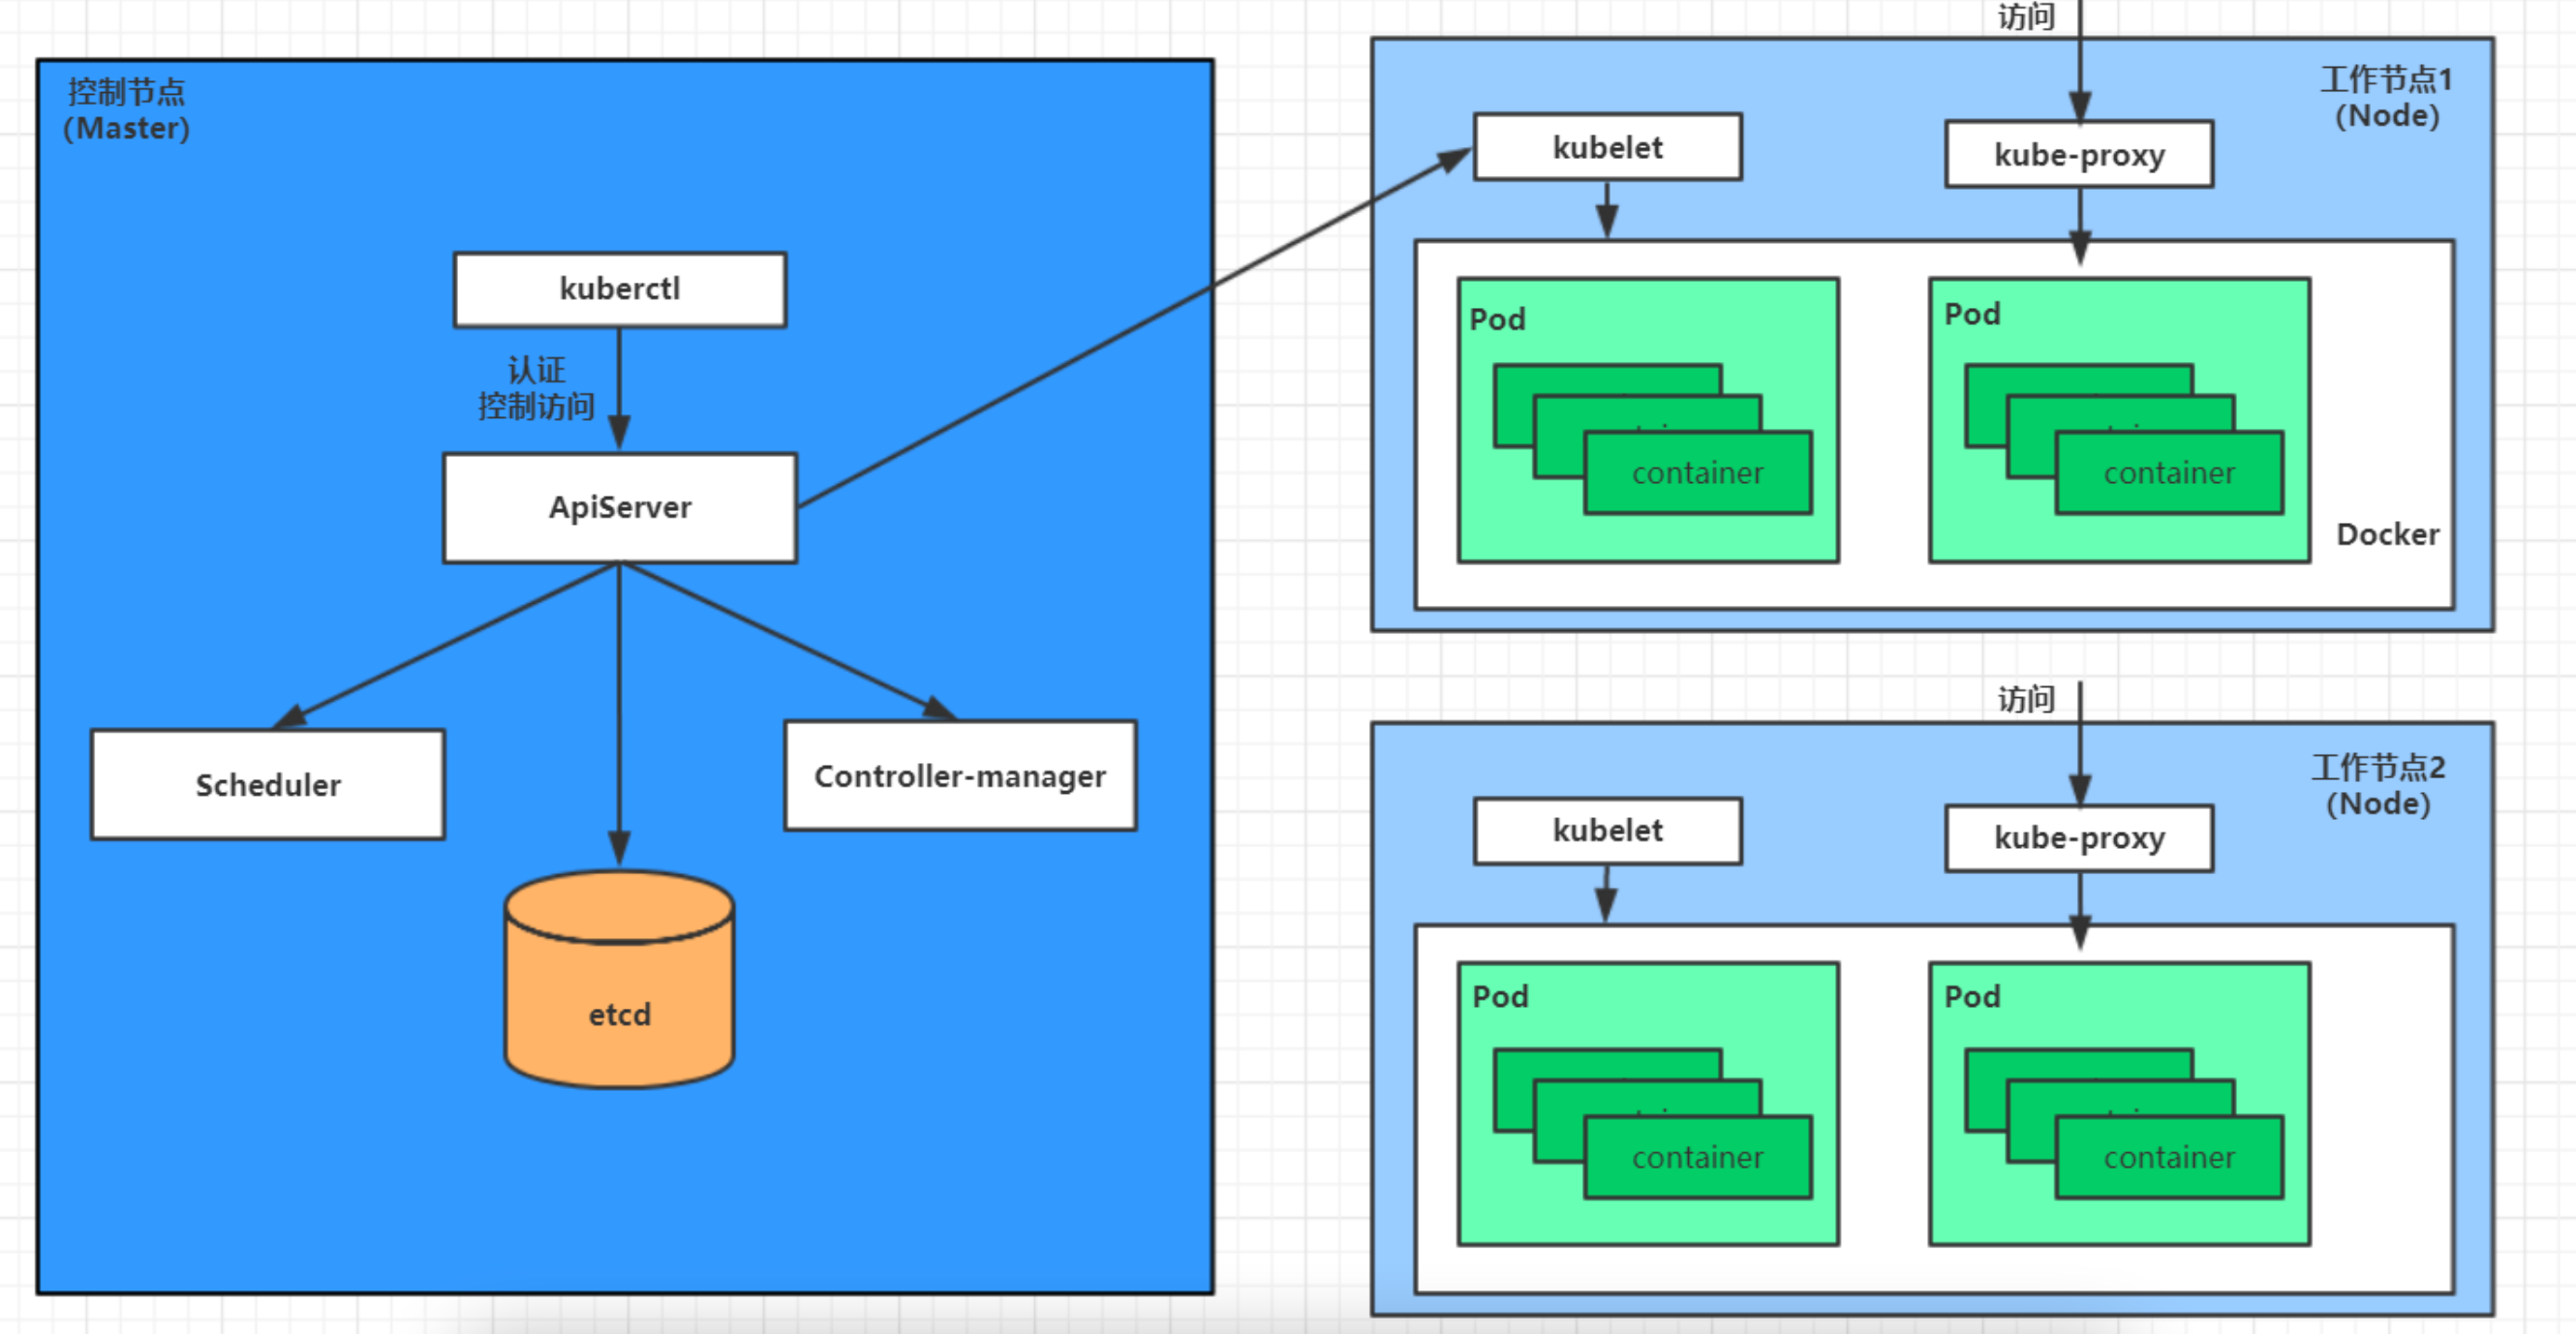 控制节点
(Master)
kuberctl
认证
控制访问
ApiServer
Scheduler
Controller-manager
etcd
访问
工作节点1
(Node)
kubelet
kube-proxy
Pod
container
Pod
container
Docker
访问
工作节点2
(Node)
kubelet
kube-proxy
Pod
container
Pod
container